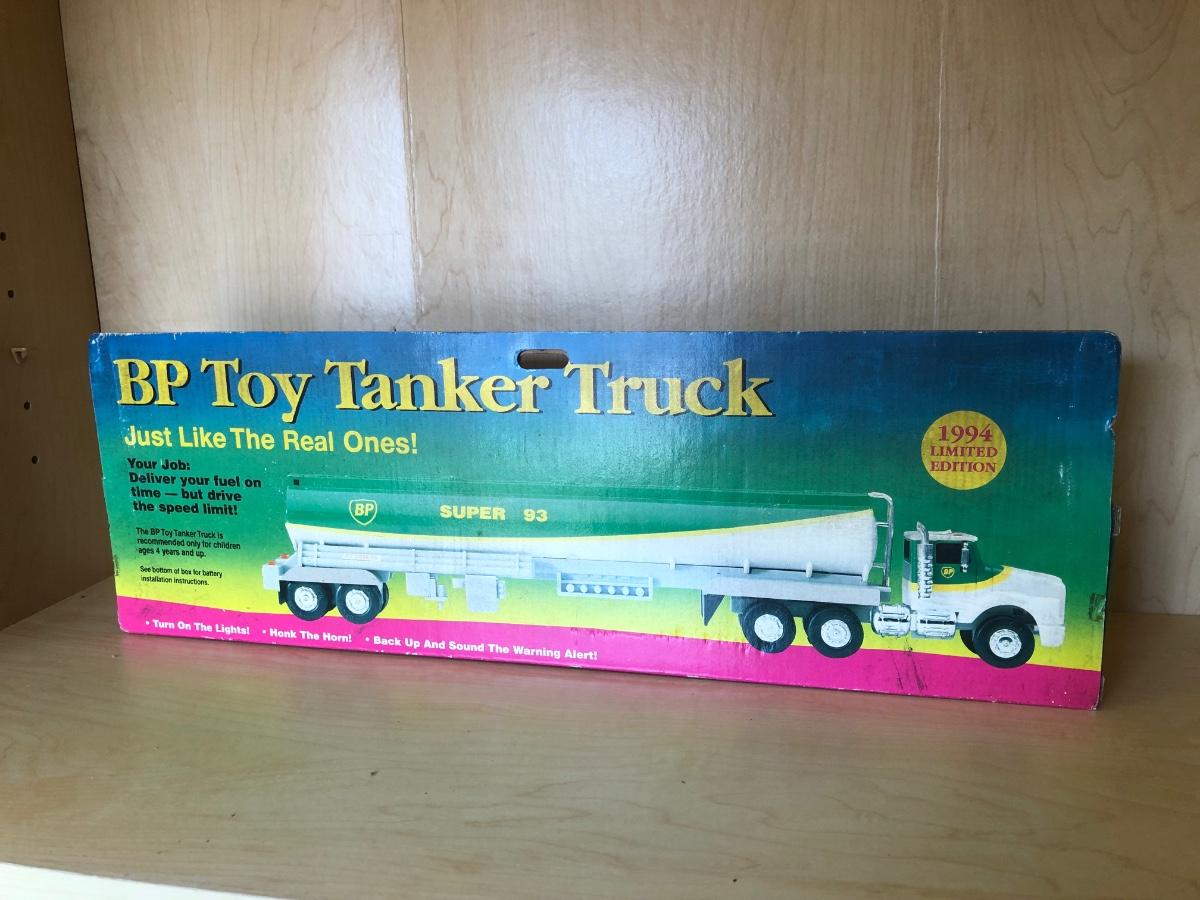 BP Toy Tanker Truck
Just Like The Real Ones!
1994
LIMITED
EDITION
Your Job:
Deliver your fuel on
time — but drive
the speed limit!
The BP Toy Tanker Truck is
recommended only for children
ages 4 years and up.
See bottom of box for battery
installation instructions.
BP
SUPER 93
BP
• Turn On The Lights! • Honk The Horn! • Back Up And Sound The Warning Alert!